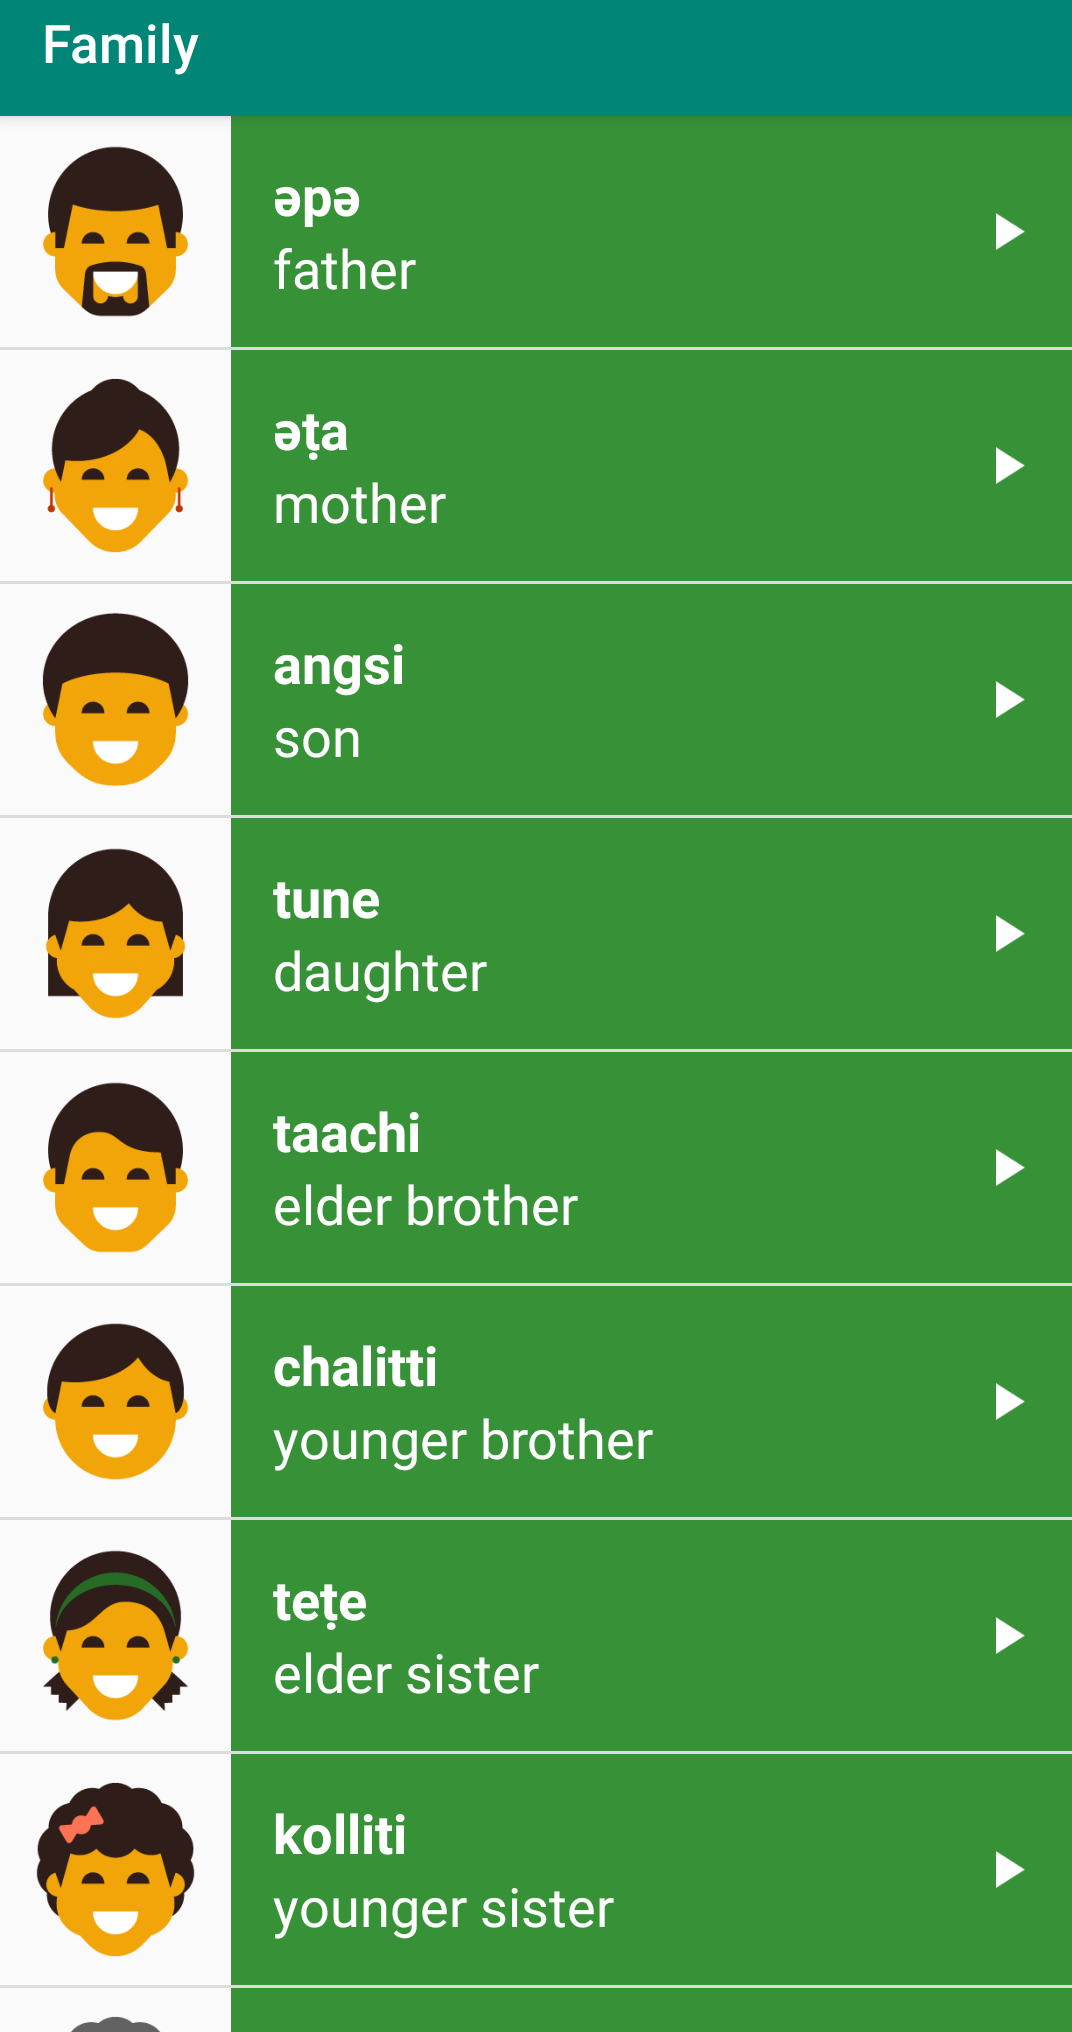 Family
əpə
father
əṭa
mother
angsi
son
tune
daughter
taachi
elder brother
chalitti
younger brother
teṭe
elder sister
kolliti
younger sister